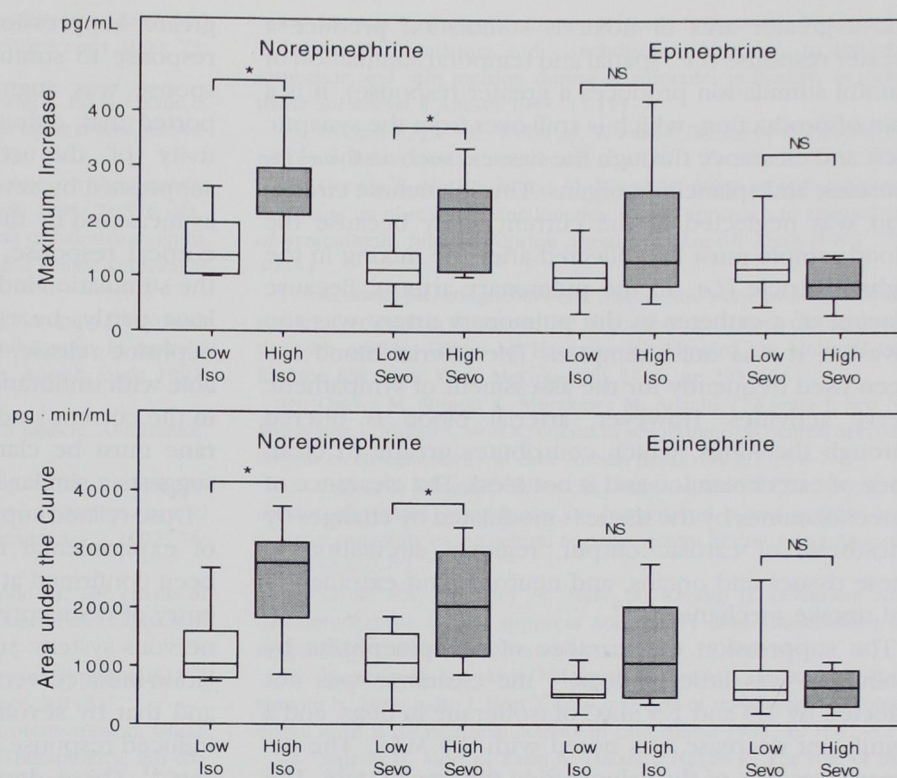 pg/mL
Norepinephrine
Epinephrine
Maximum Increase
400
300
200
100
0
*
*
NS
NS
Low Iso
High Iso
Low Sevo
High Sevo
Low Iso
High Iso
Low Sevo
High Sevo
pg · min/mL
Norepinephrine
Epinephrine
Area under the Curve
4000
3000
2000
1000
0
*
*
NS
NS
Low Iso
High Iso
Low Sevo
High Sevo
Low Iso
High Iso
Low Sevo
High Sevo